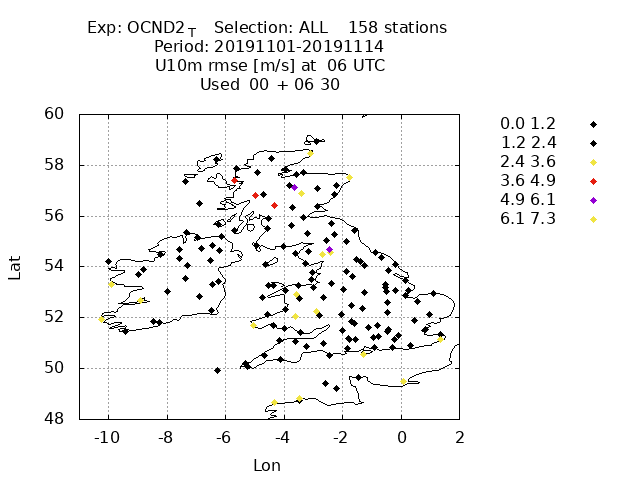 Exp: OCND2_T Selection: ALL 158 stations
Period: 20191101-20191114
U10m rmse [m/s] at 06 UTC
Used 00 + 06 30
60
58
56
54
52
50
48
-10 -8 -6 -4 -2 0 2
Lat
Lon
0.0 1.2
1.2 2.4
2.4 3.6
3.6 4.9
4.9 6.1
6.1 7.3